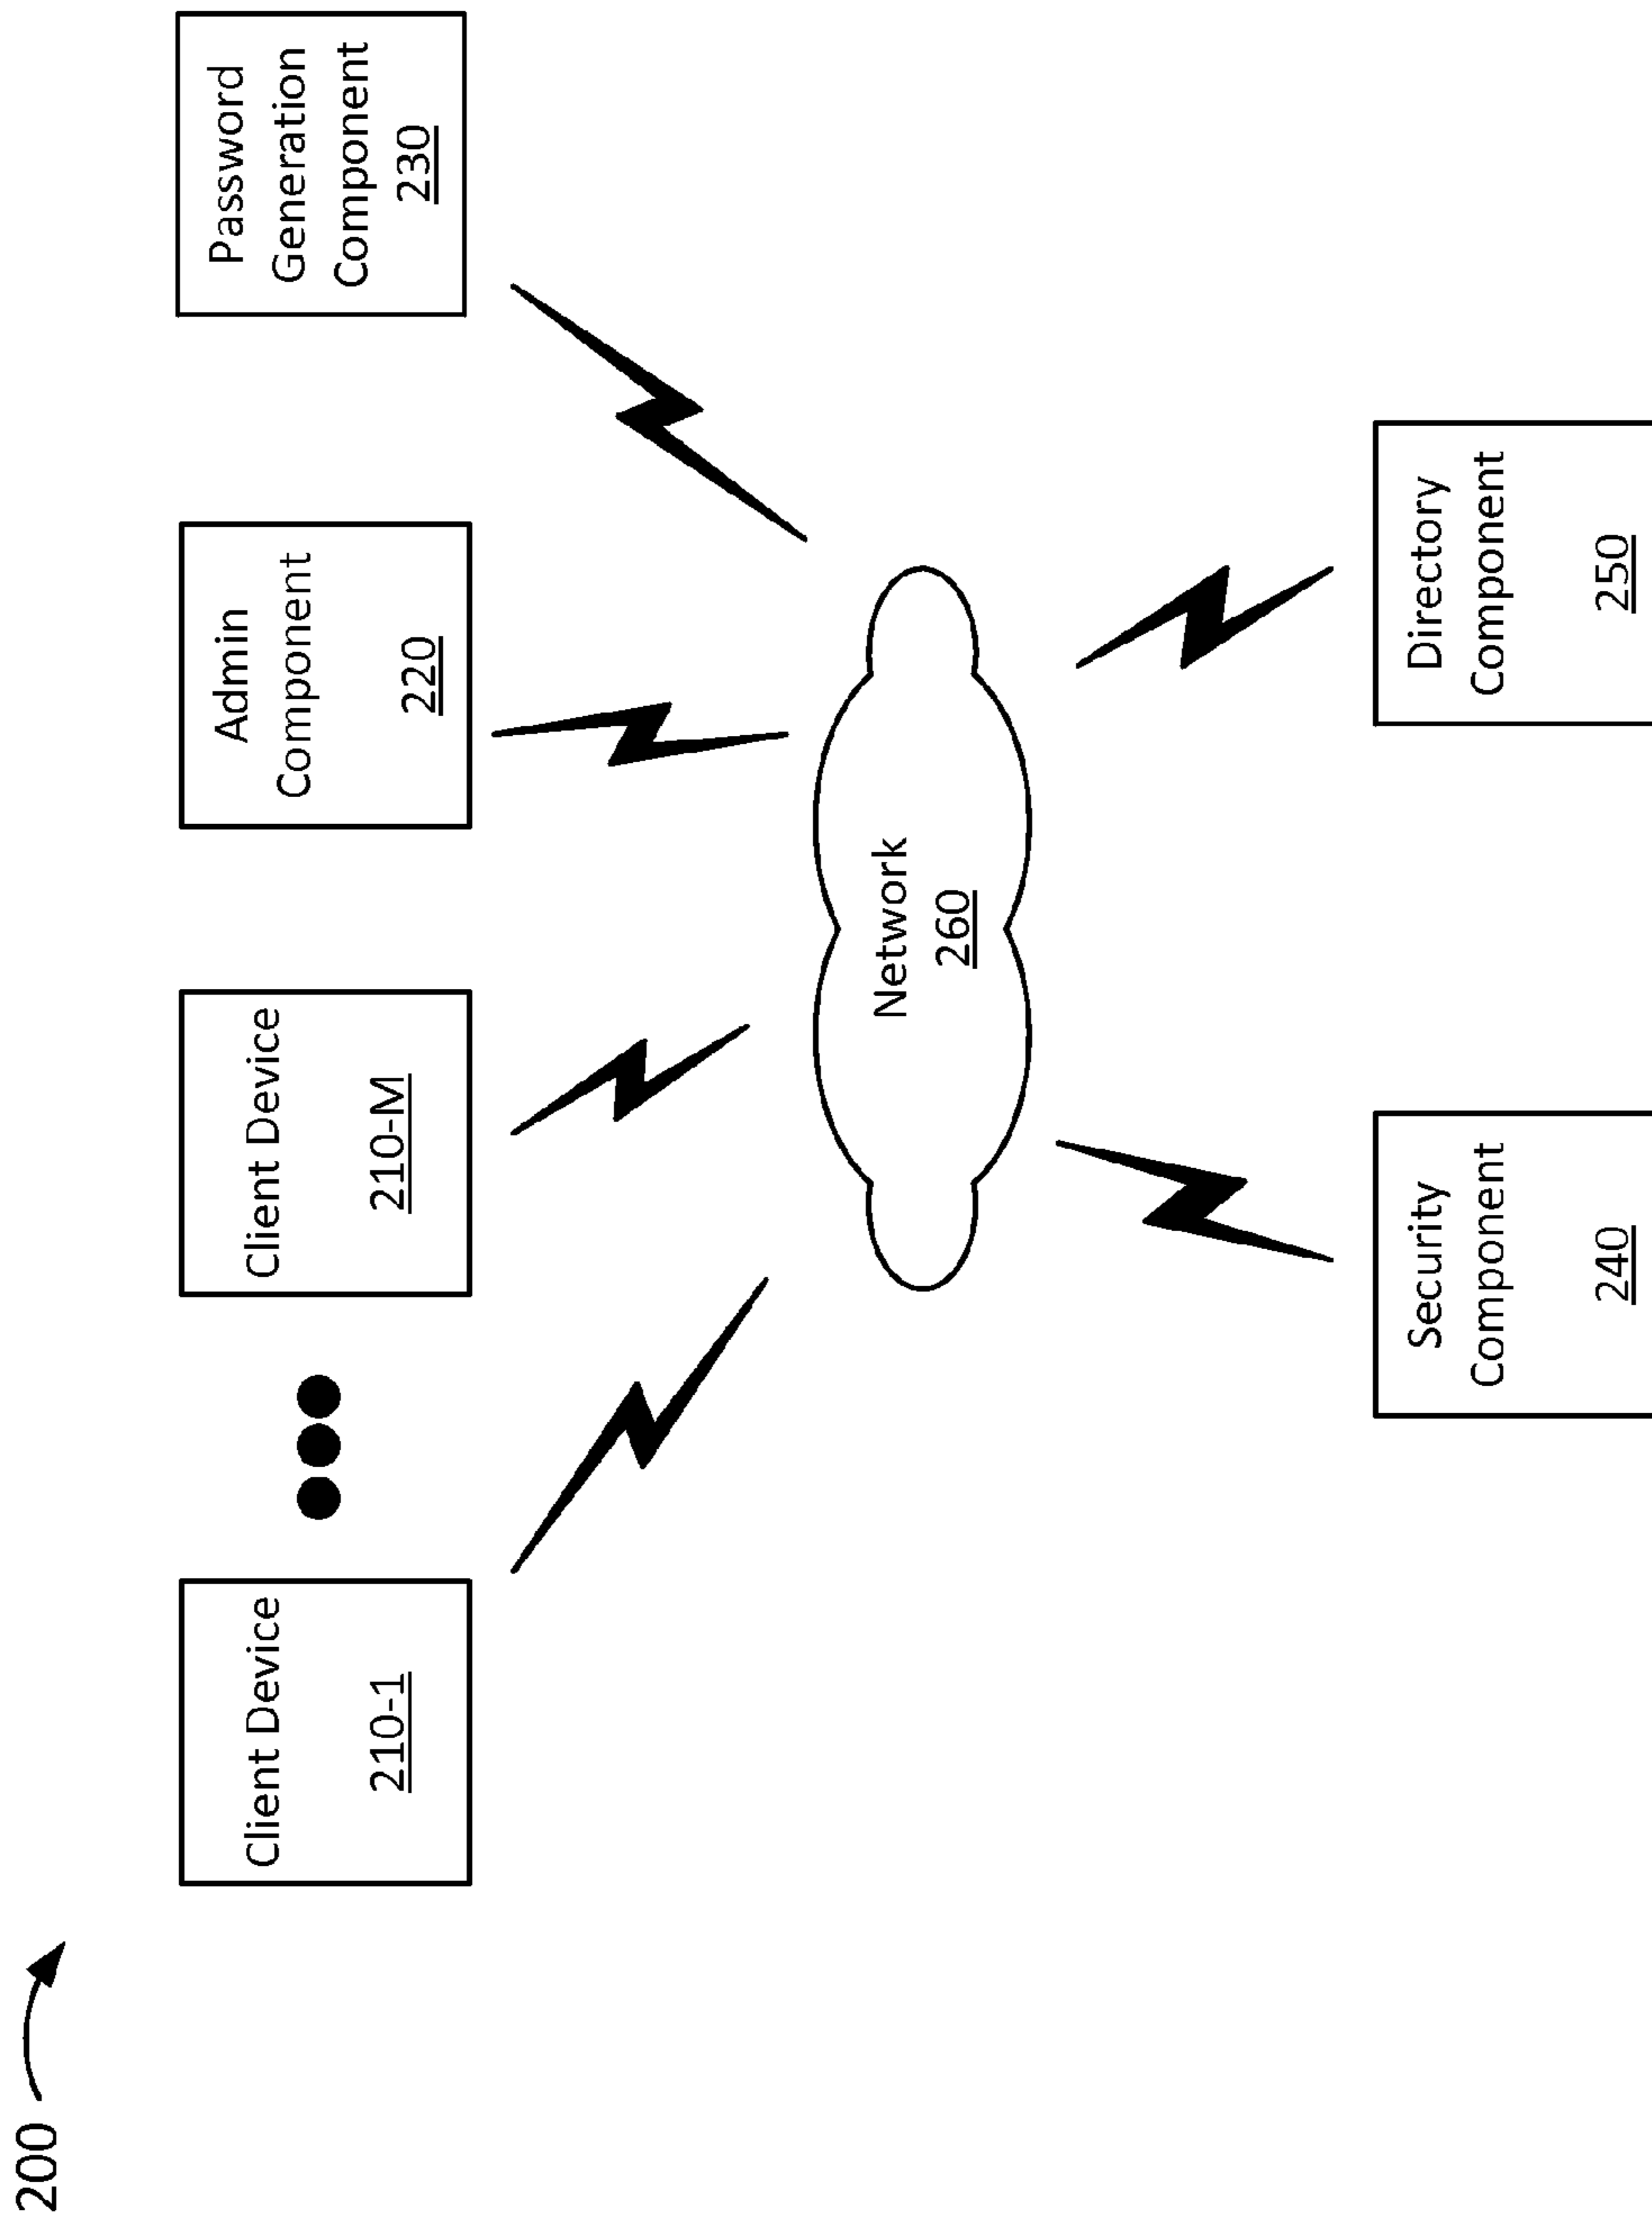 200
Client Device
210-1
Client Device
210-M
Admin
Component
220
Password
Generation
Component
230
Network
260
Security
Component
240
Directory
Component
250